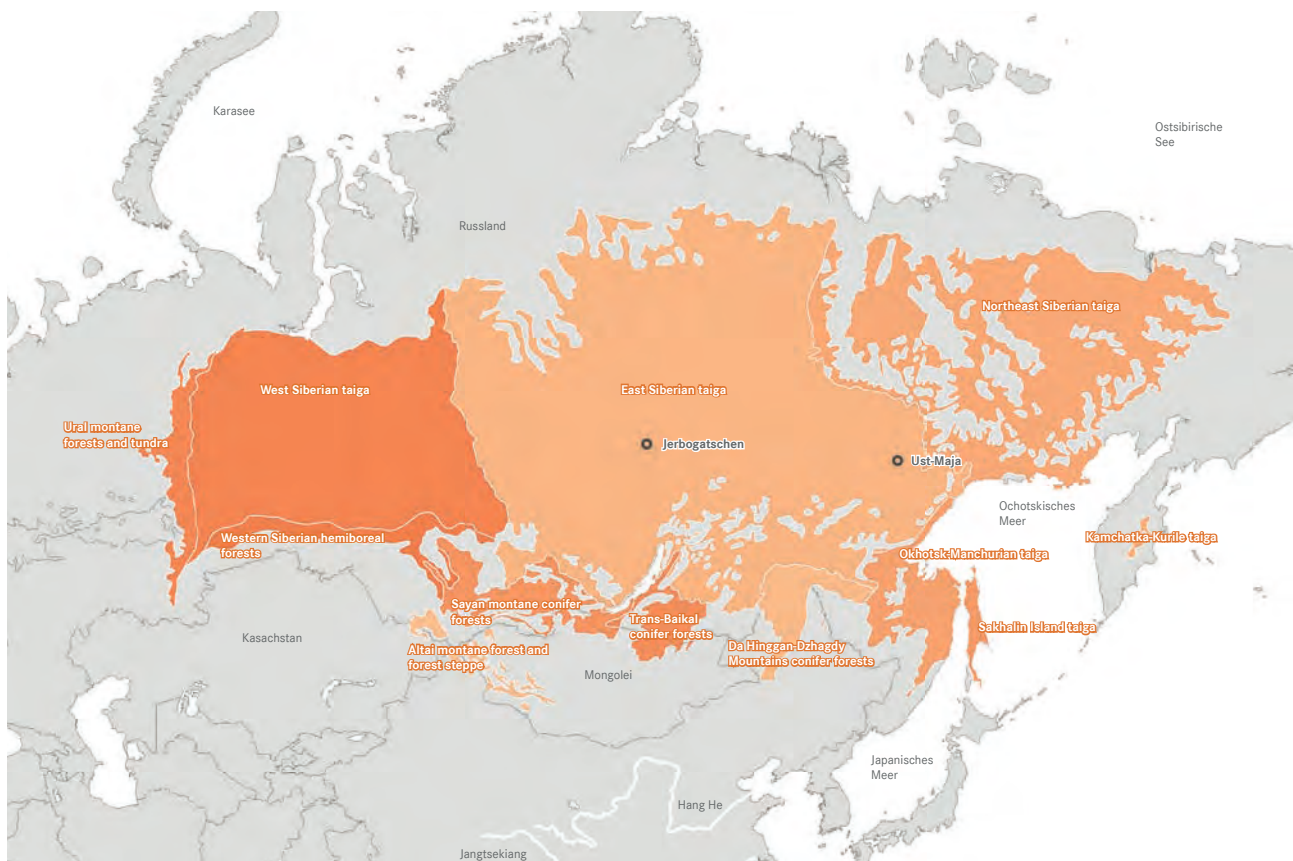 Karasee
Ostsibirische
See
Russland
Northeast Siberian taiga
West Siberian taiga
East Siberian taiga
Ural montane
forests and tundra
Jerbogatschen
Ust-Maja
Ochotskisches
Meer
Western Siberian hemiboreal
forests
Kamchatka-Kurile taiga
Okhotsk-Manchurian taiga
Sayan montane conifer
forests
Trans-Baikal
conifer forests
Sakhalin Island taiga
Kasachstan
Altai montane forest and
forest steppe
Da Hinggan-Dzhagdy
Mountains conifer forests
Mongolei
Japanisches
Meer
Hang He
Jangtsekiang